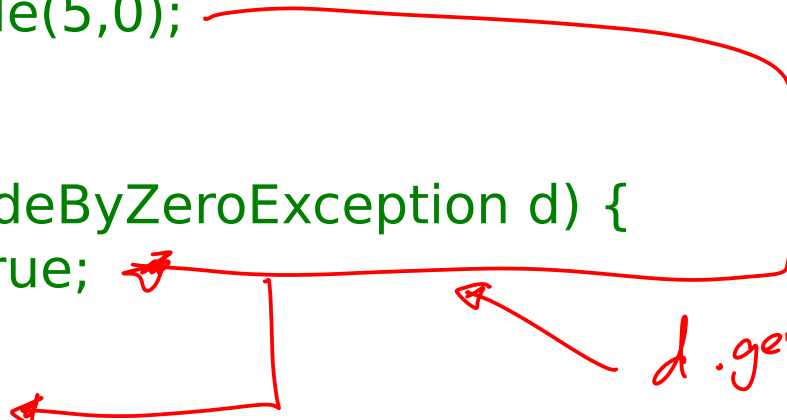 le(5,0);
deByZeroException d) {
rue;
d.ge